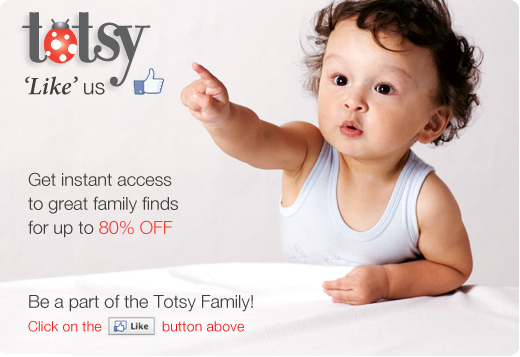 totsy
'Like' us
Get instant access
to great family finds
for up to 80% OFF
Be a part of the Totsy Family!
Click on the Like button above